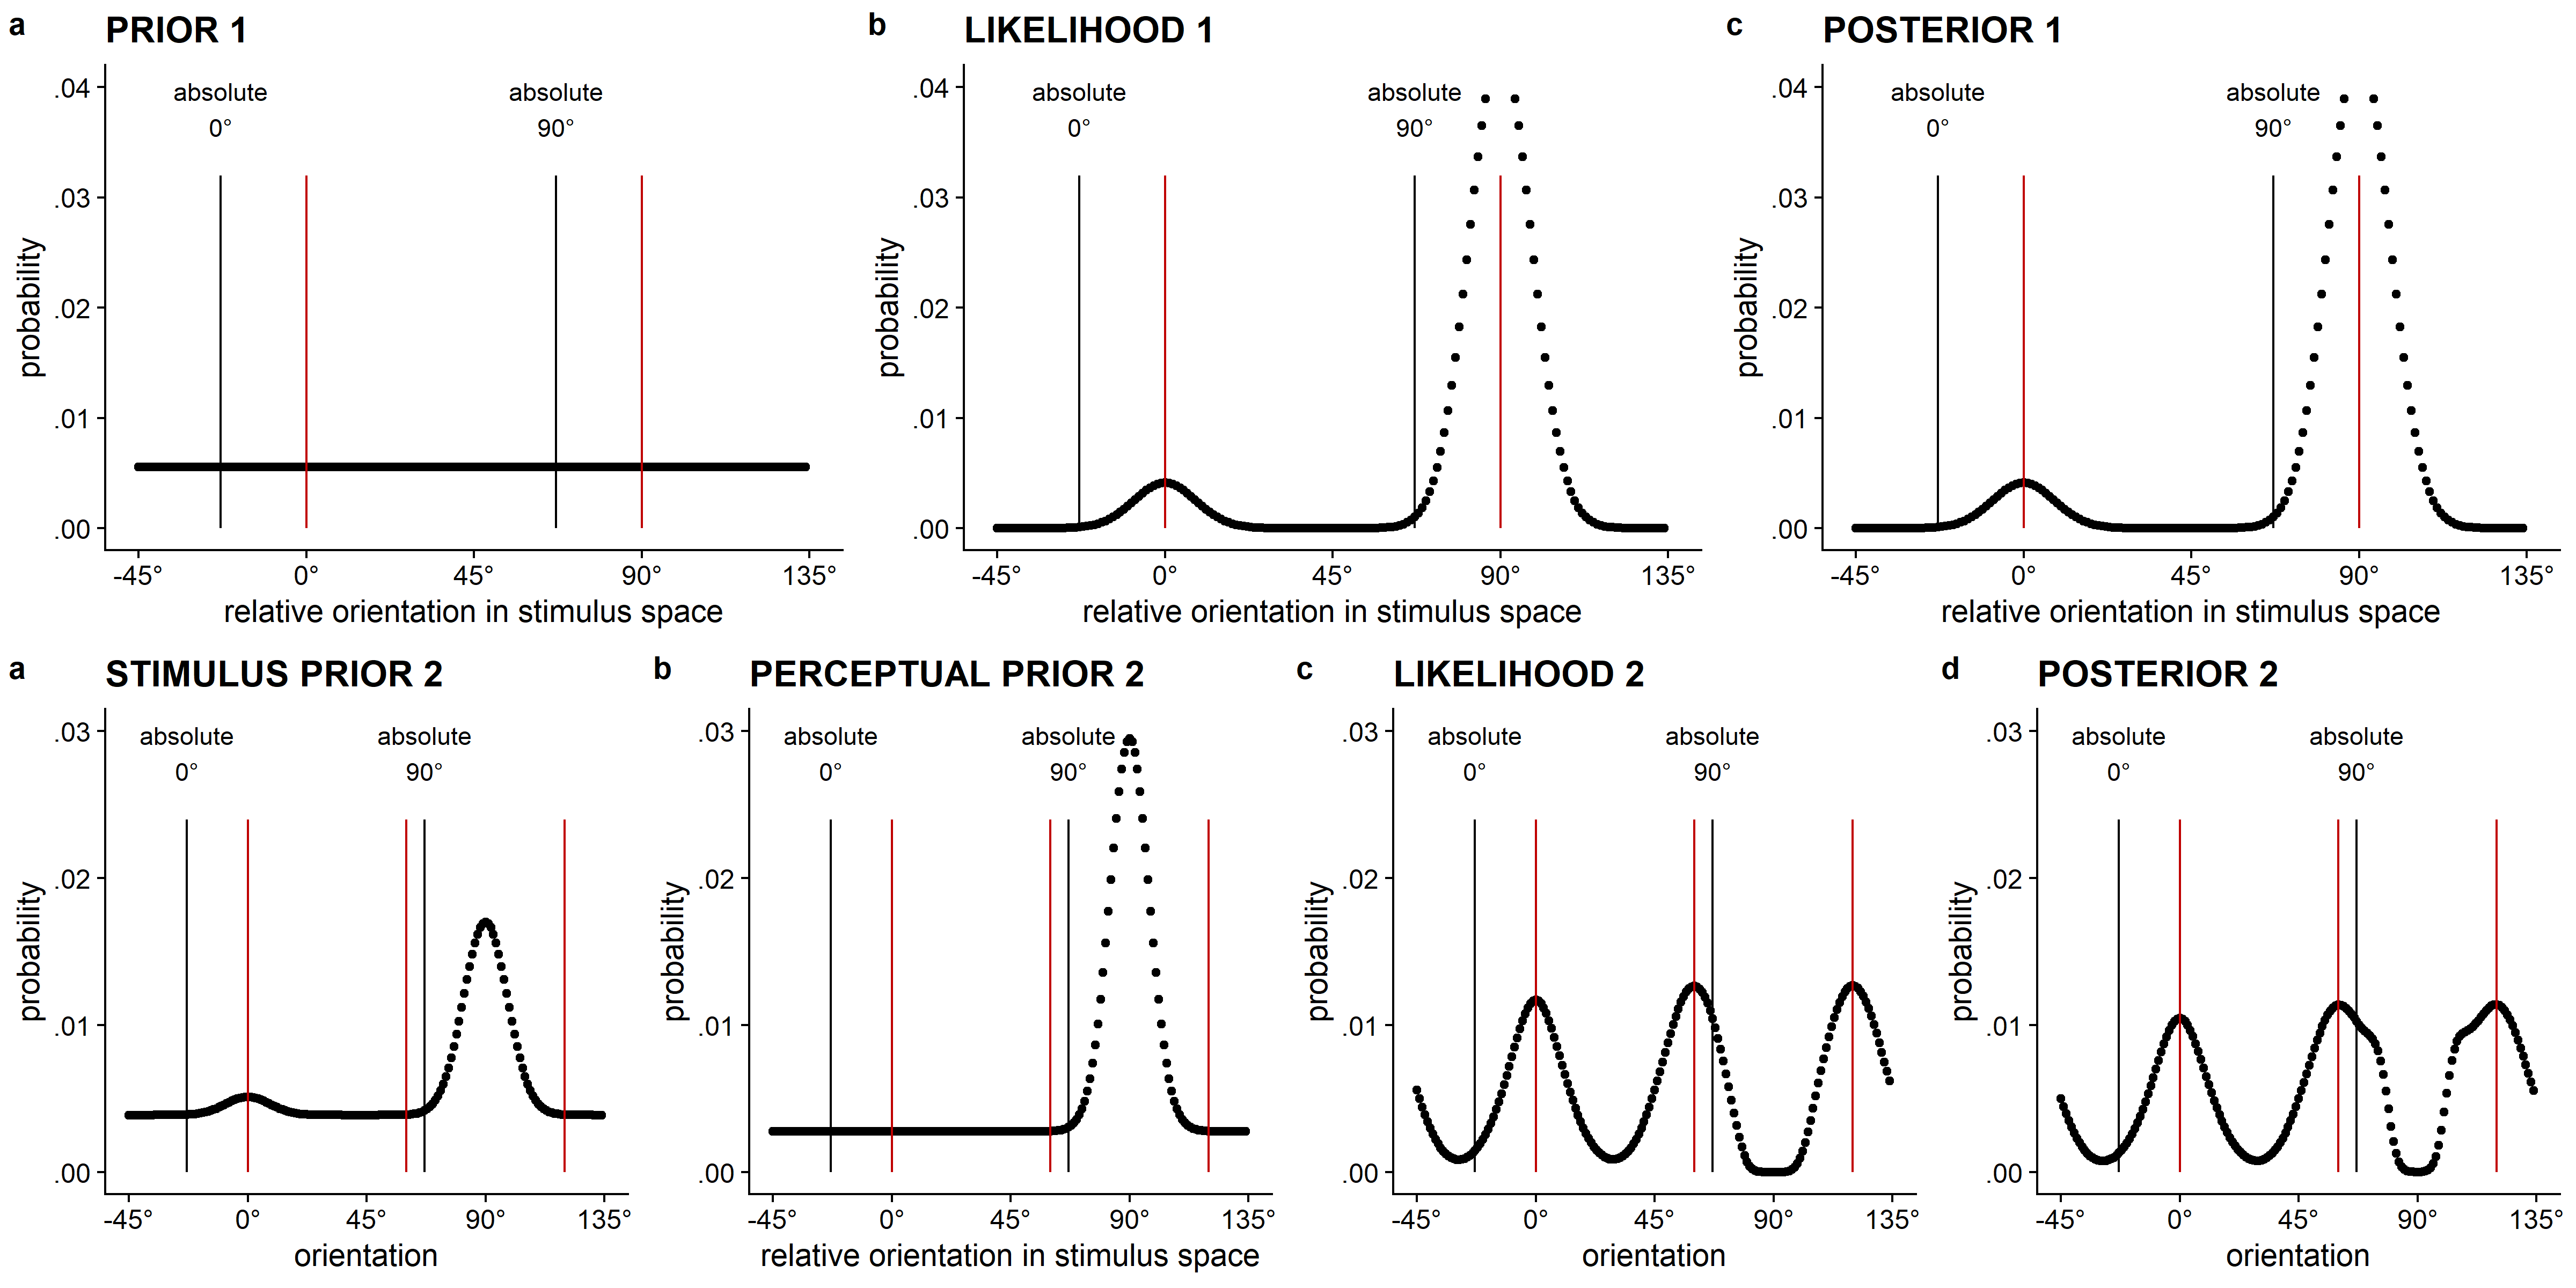 a PRIOR 1
.04
.03
.02
.01
.00
probability
absolute
0°
absolute
90°
-45° 0° 45° 90° 135°
relative orientation in stimulus space
b LIKELIHOOD 1
.04
.03
.02
.01
.00
probability
absolute
0°
absolute
90°
-45° 0° 45° 90° 135°
relative orientation in stimulus space
c POSTERIOR 1
.04
.03
.02
.01
.00
probability
absolute
0°
absolute
90°
-45° 0° 45° 90° 135°
relative orientation in stimulus space
a STIMULUS PRIOR 2
.03
.02
.01
.00
probability
absolute
0°
absolute
90°
-45° 0° 45° 90° 135°
orientation
b PERCEPTUAL PRIOR 2
.03
.02
.01
.00
probability
absolute
0°
absolute
90°
-45° 0° 45° 90° 135°
relative orientation in stimulus space
c LIKELIHOOD 2
.03
.02
.01
.00
probability
absolute
0°
absolute
90°
-45° 0° 45° 90° 135°
orientation
d POSTERIOR 2
.03
.02
.01
.00
probability
absolute
0°
absolute
90°
-45° 0° 45° 90° 135°
orientation